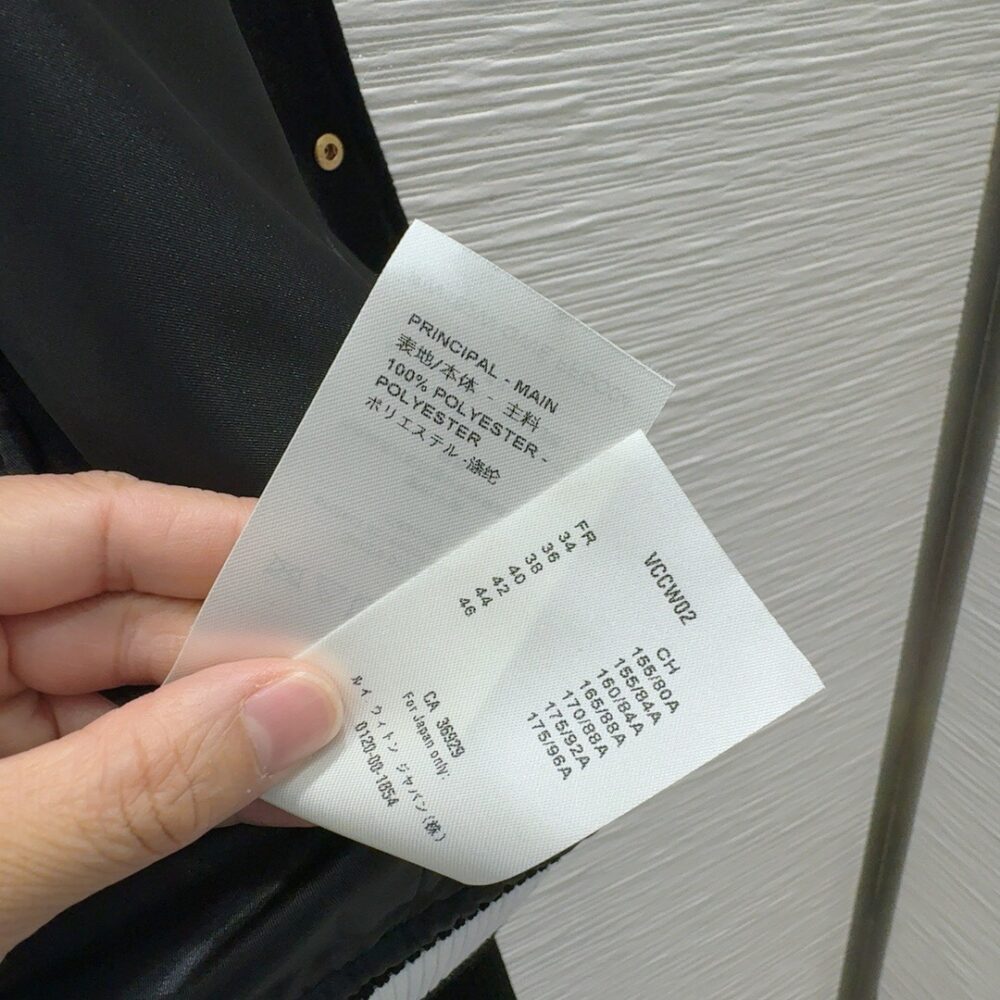 PRINCIPAL - MAIN
表地/本体 - 主料
100% POLYESTER -
POLYESTER
ポリエステル -涤纶
VCCW02
FR
34
36
38
40
42
44
46
CH
155/80A
155/84A
160/84A
165/88A
170/88A
175/92A
175/96A
CA 36929
For Japan only:
ルイ ヴィトン ジャパン(株)
0120-00-1854